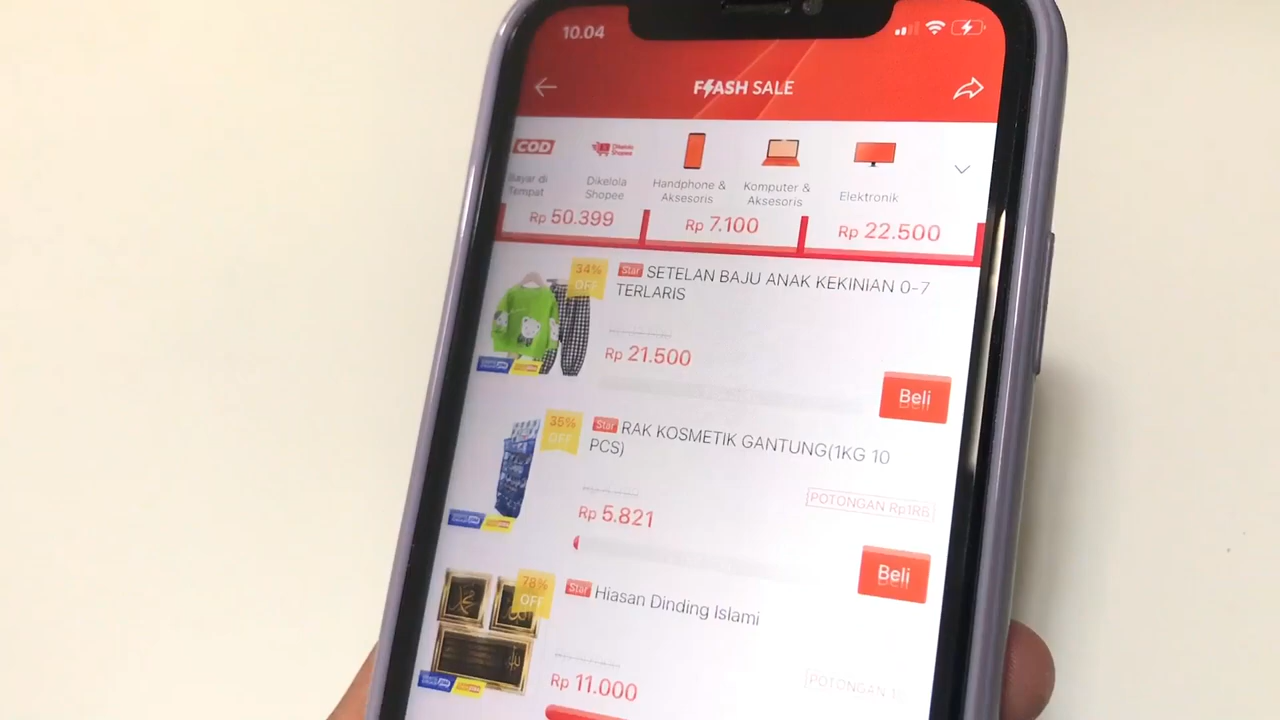 10.04
FLASH SALE
COD
Dikelola
Shopee
Bayar di
Tempat
Dikelola
Shopee
Handphone &
Aksesoris
Komputer &
Aksesoris
Elektronik
Rp 50.399
Rp 7.100
Rp 22.500
34%
OFF
Star SETELAN BAJU ANAK KEKINIAN 0-7
TERLARIS
Rp 21.500
Beli
35%
OFF
Star RAK KOSMETIK GANTUNG(1KG 10
PCS)
POTONGAN Rp1RB
Rp 5.821
Beli
78%
OFF
Star Hiasan Dinding Islami
Rp 11.000
POTONGAN